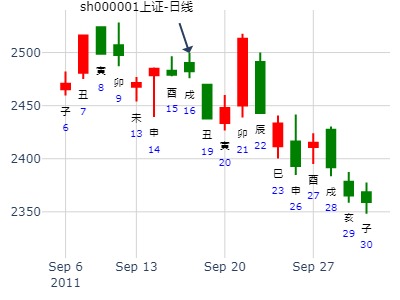 sh000001上证-日线
2500
2450
2400
2350
子
6
丑
7
寅
8
卯
9
未
13
申
14
酉
15
戌
16
丑
19
寅
20
卯
21
辰
22
巳
23
申
26
酉
27
戌
28
亥
29
子
30
Sep 6
2011
Sep 13
Sep 20
Sep 27